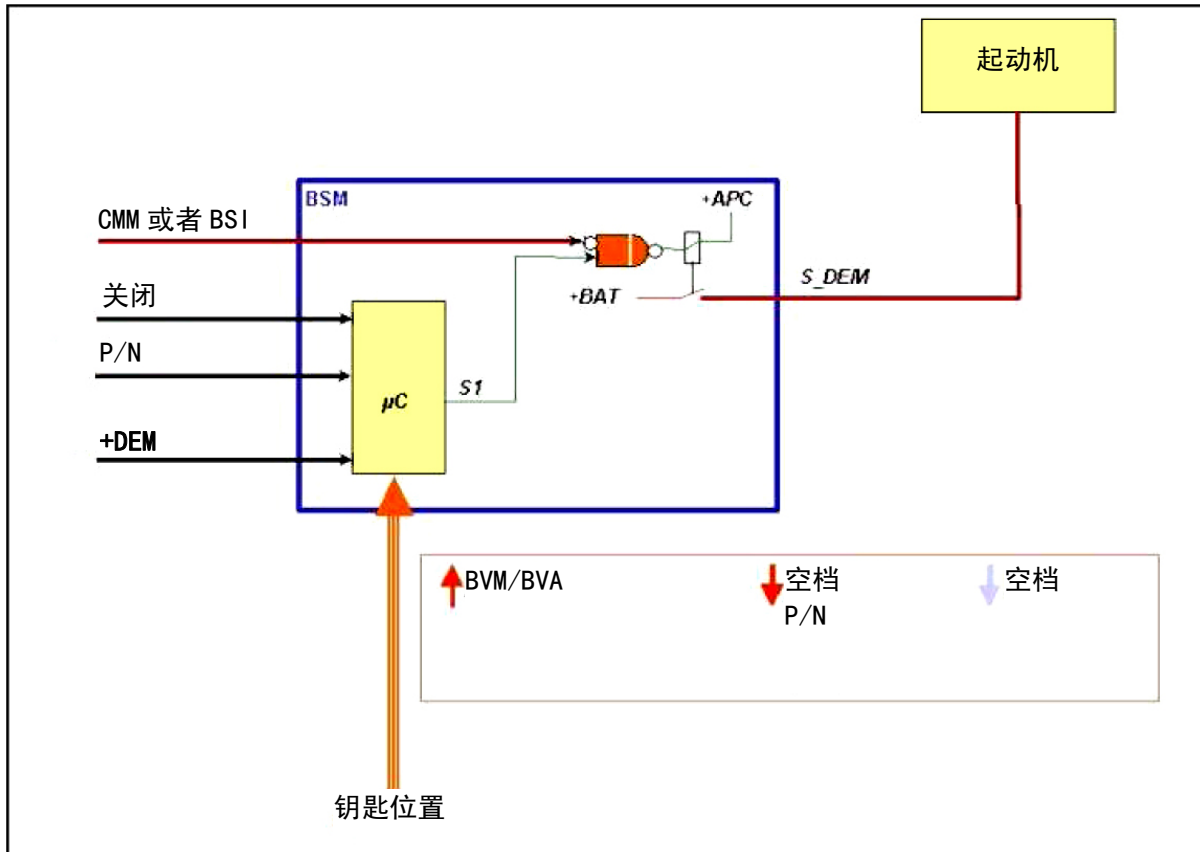 起动机
BSM
+APC
CMM 或者 BSI
+BAT
S_DEM
关闭
P/N
S1
μC
+DEM
BVM/BVA
空档
P/N
空档
钥匙位置